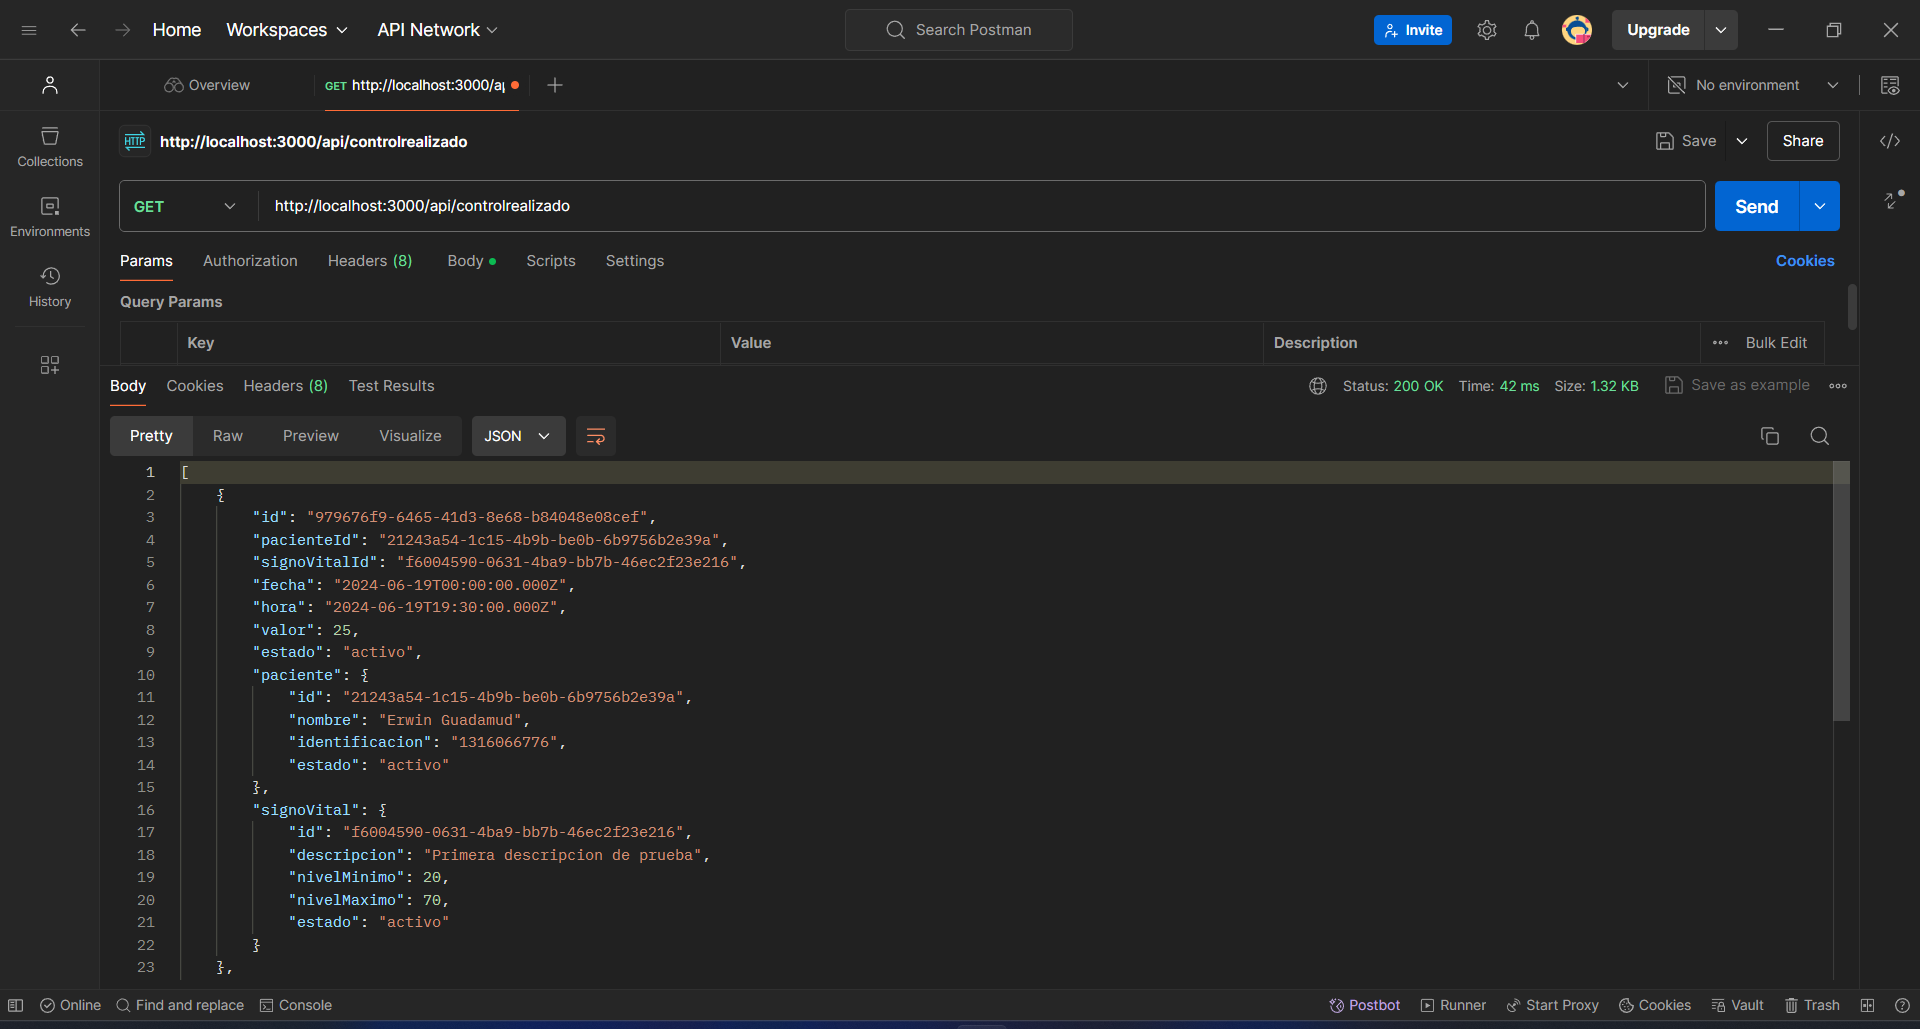 Home Workspaces API Network Search Postman Invite Upgrade
Overview GET http://localhost:3000/a No environment
HTTP http://localhost:3000/api/controlrealizado Save Share
Collections
Environments
History
GET http://localhost:3000/api/controlrealizado Send
Params Authorization Headers (8) Body Scripts Settings Cookies
Query Params
Key Value Description Bulk Edit
Body Cookies Headers (8) Test Results Status: 200 OK Time: 42 ms Size: 1.32 KB Save as example
Pretty Raw Preview Visualize JSON
1 [
2 {
3 "id": "979676f9-6465-41d3-8e68-b84048e08cef",
4 "pacienteId": "21243a54-1c15-4b9b-be0b-6b9756b2e39a",
5 "signoVitalId": "f6004590-0631-4ba9-bb7b-46ec2f23e216",
6 "fecha": "2024-06-19T00:00:00.000Z",
7 "hora": "2024-06-19T19:30:00.000Z",
8 "valor": 25,
9 "estado": "activo",
10 "paciente": {
11 "id": "21243a54-1c15-4b9b-be0b-6b9756b2e39a",
12 "nombre": "Erwin Guadamud",
13 "identificacion": "1316066776",
14 "estado": "activo"
15 },
16 "signoVital": {
17 "id": "f6004590-0631-4ba9-bb7b-46ec2f23e216",
18 "descripcion": "Primera descripcion de prueba",
19 "nivelMinimo": 20,
20 "nivelMaximo": 70,
21 "estado": "activo"
22 }
23 },
Online Find and replace Console Postbot Runner Start Proxy Cookies Vault Trash